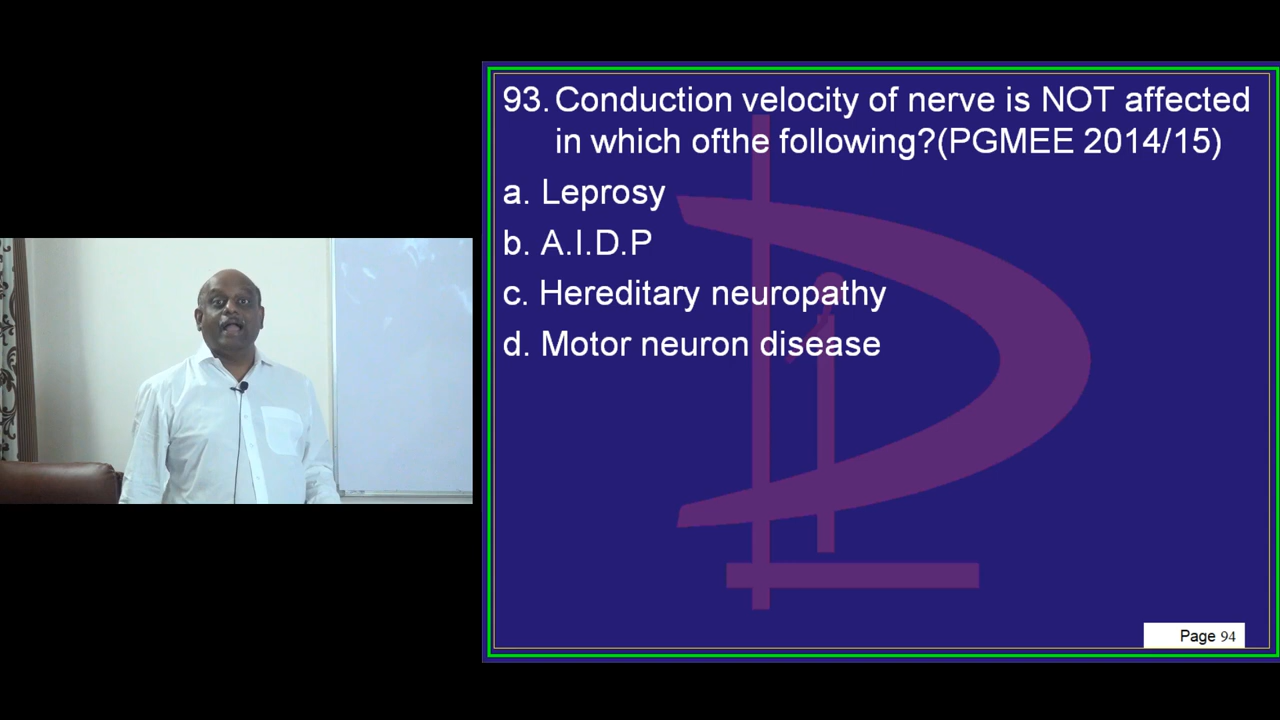 93. Conduction velocity of nerve is NOT affected
in which ofthe following?(PGMEE 2014/15)
a. Leprosy
b. A.I.D.P
c. Hereditary neuropathy
d. Motor neuron disease
Page 94